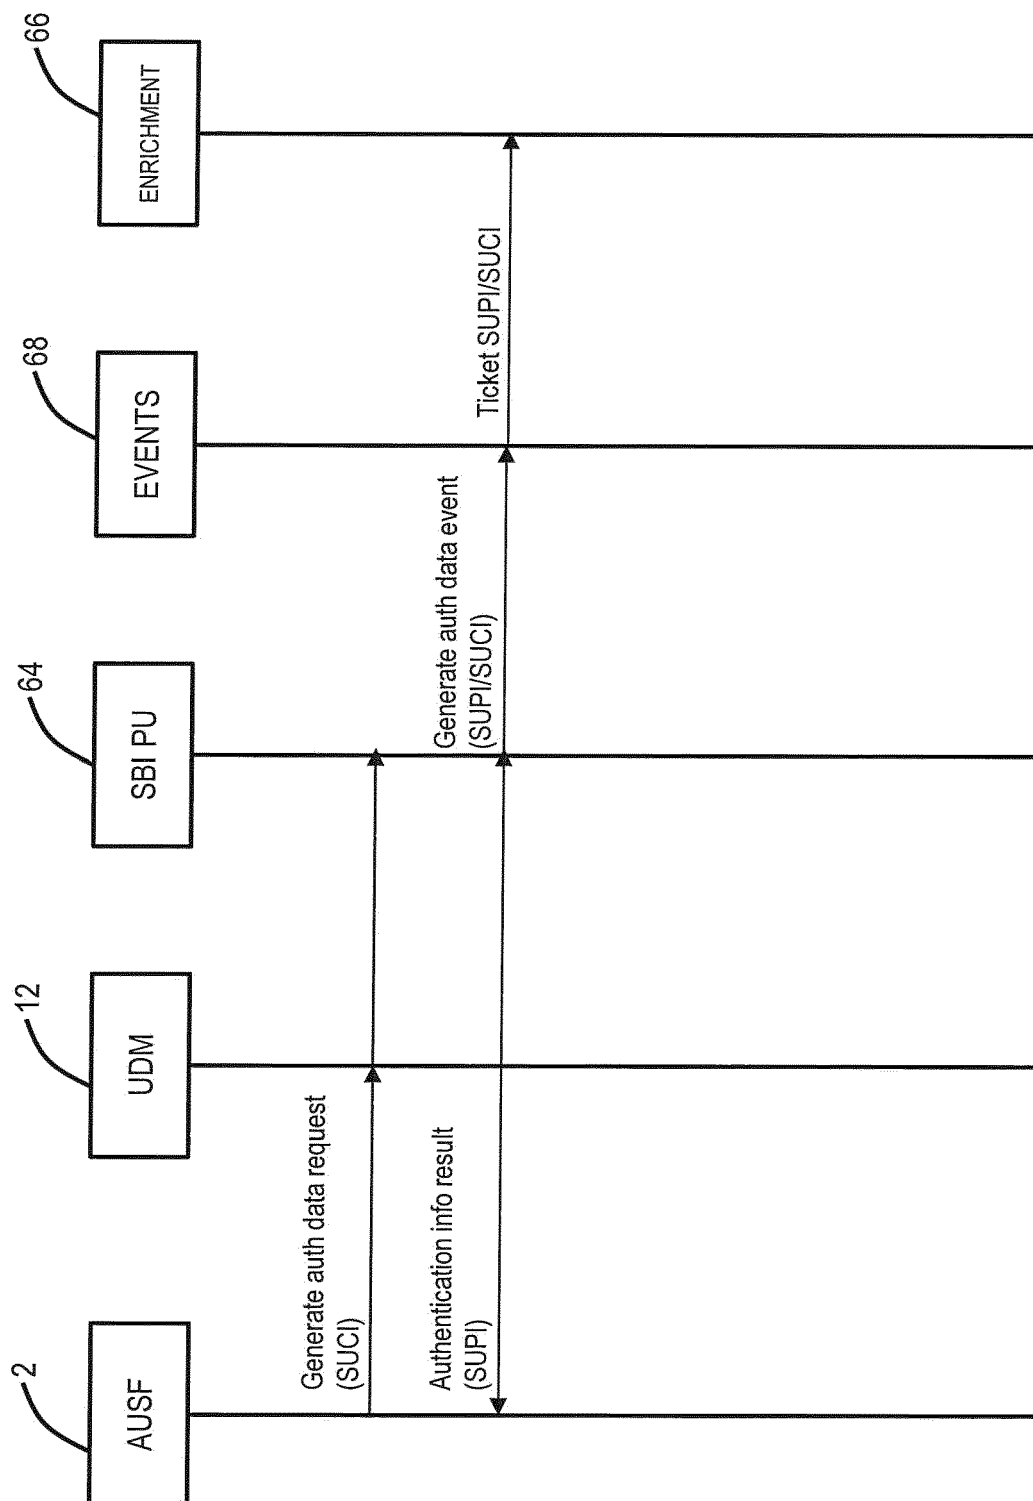 2
AUSF
12
UDM
64
SBI PU
68
EVENTS
66
ENRICHMENT
Generate auth data request
(SUCI)
Authentication info result
(SUPI)
Generate auth data event
(SUPI/SUCI)
Ticket SUPI/SUCI